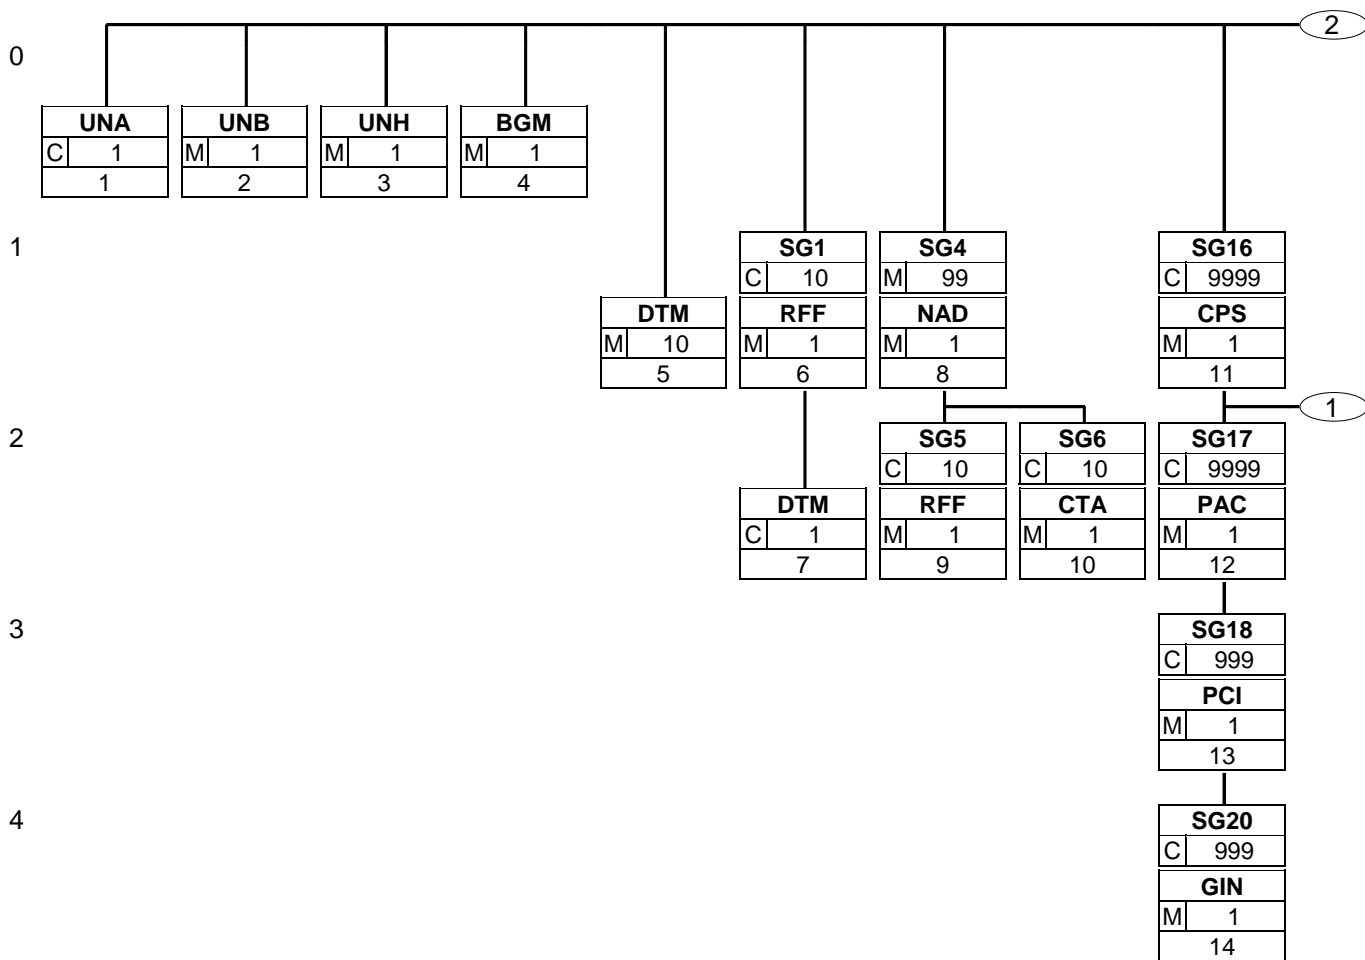 2
0
UNA UNB UNH BGM
C 1 M 1 M 1 M 1
1 2 3 4
1
SG1 SG4 SG16
C 10 M 99 C 9999
DTM RFF NAD CPS
M 10 M 1 M 1 M 1
5 6 8 11
1
2
SG5 SG6 SG17
C 10 C 10 C 9999
DTM RFF CTA PAC
C 1 M 1 M 1 M 1
7 9 10 12
3
SG18
C 999
PCI
M 1
13
4
SG20
C 999
GIN
M 1
14